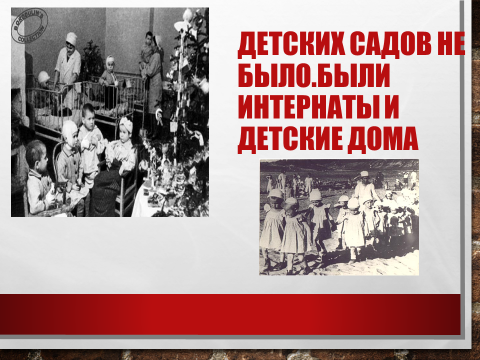 ДЕТСКИХ САДОВ НЕ
БЫЛО.БЫЛИ
ИНТЕРНАТЫ И
ДЕТСКИЕ ДОМА